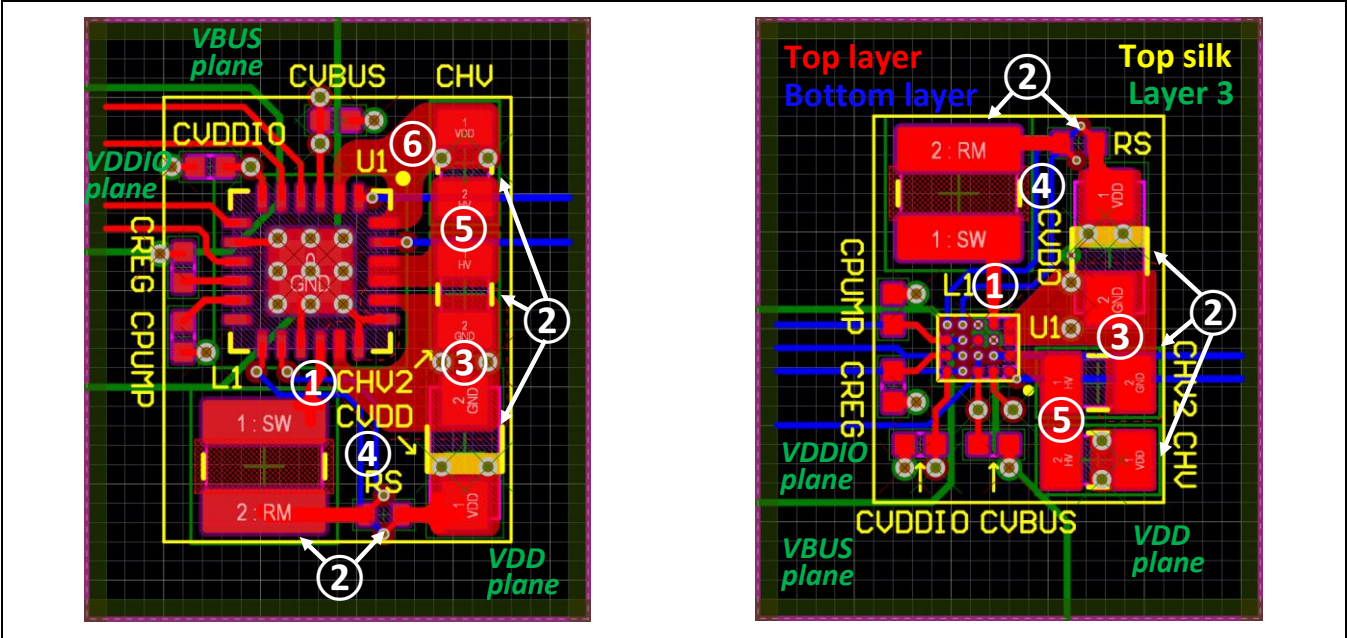 VBUS
plane
CVBUS
CHV
CVDDIO
VDDIO
plane
U1
6
1
VDD
2
HV
5
1
HV
0
GND
2
CREG
CPUMP
2
GND
3
L1
1
CHV2
CVDD
2
GND
1 : SW
4
RS
2 : RM
1
VDD
2
VDD
plane
Top layer
Bottom layer
Top silk
Layer 3
2
2 : RM
RS
4
1
VDD
1 : SW
CVDD
CPUMP
L1
1
2
GND
2
U1
3
CREG
1
HV
2
GND
CHV2
5
VDDIO
plane
2
HV
1
VDD
CHV
CVDDIO CVBUS
VBUS
plane
VDD
plane